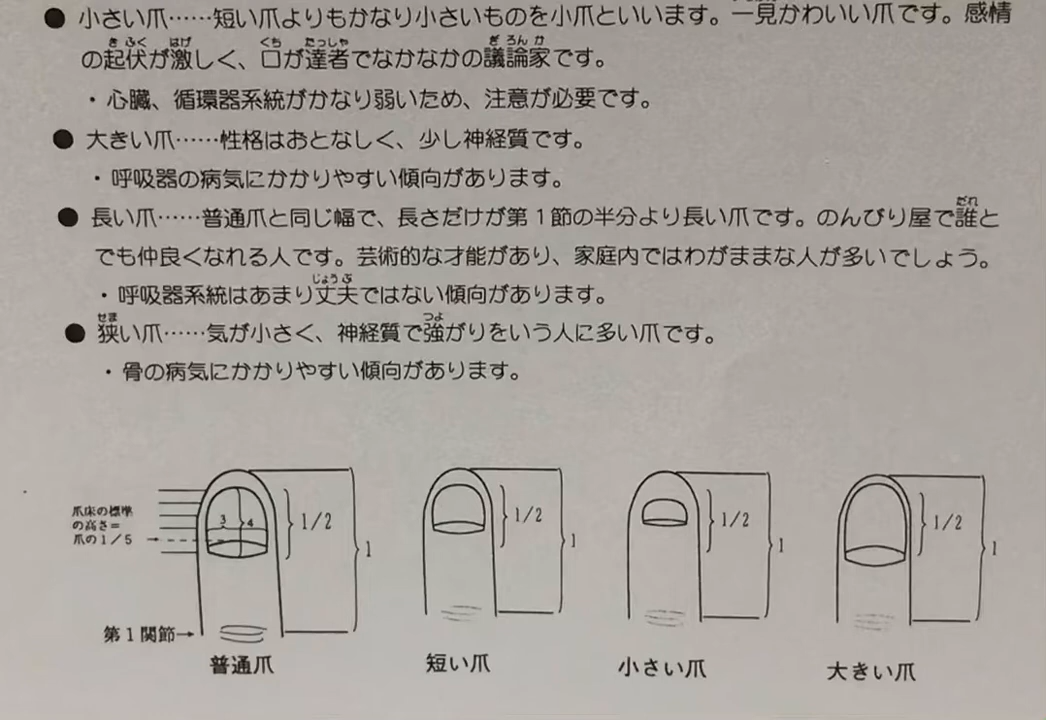 ● 小さい爪……短い爪よりもかなり小さいものを小爪といいます。一見かわいい爪です。感情
の起伏が激しく、口が達者でなかなかの議論家です。
・心臓、循環器系統がかなり弱いため、注意が必要です。
● 大きい爪……性格はおとなしく、少し神経質です。
・呼吸器の病気にかかりやすい傾向があります。
● 長い爪……普通爪と同じ幅で、長さだけが第1節の半分より長い爪です。のんびり屋で誰と
でも仲良くなれる人です。芸術的な才能があり、家庭内ではわがままな人が多いでしょう。
・呼吸器系統はあまり丈夫ではない傾向があります。
● 狭い爪……気が小さく、神経質で強がりをいう人に多い爪です。
・骨の病気にかかりやすい傾向があります。
爪床の標準
の高さ=
爪の1/5 →
3 4
1/2
1
第1関節→
普通爪
1/2
1
短い爪
1/2
1
小さい爪
1/2
1
大きい爪